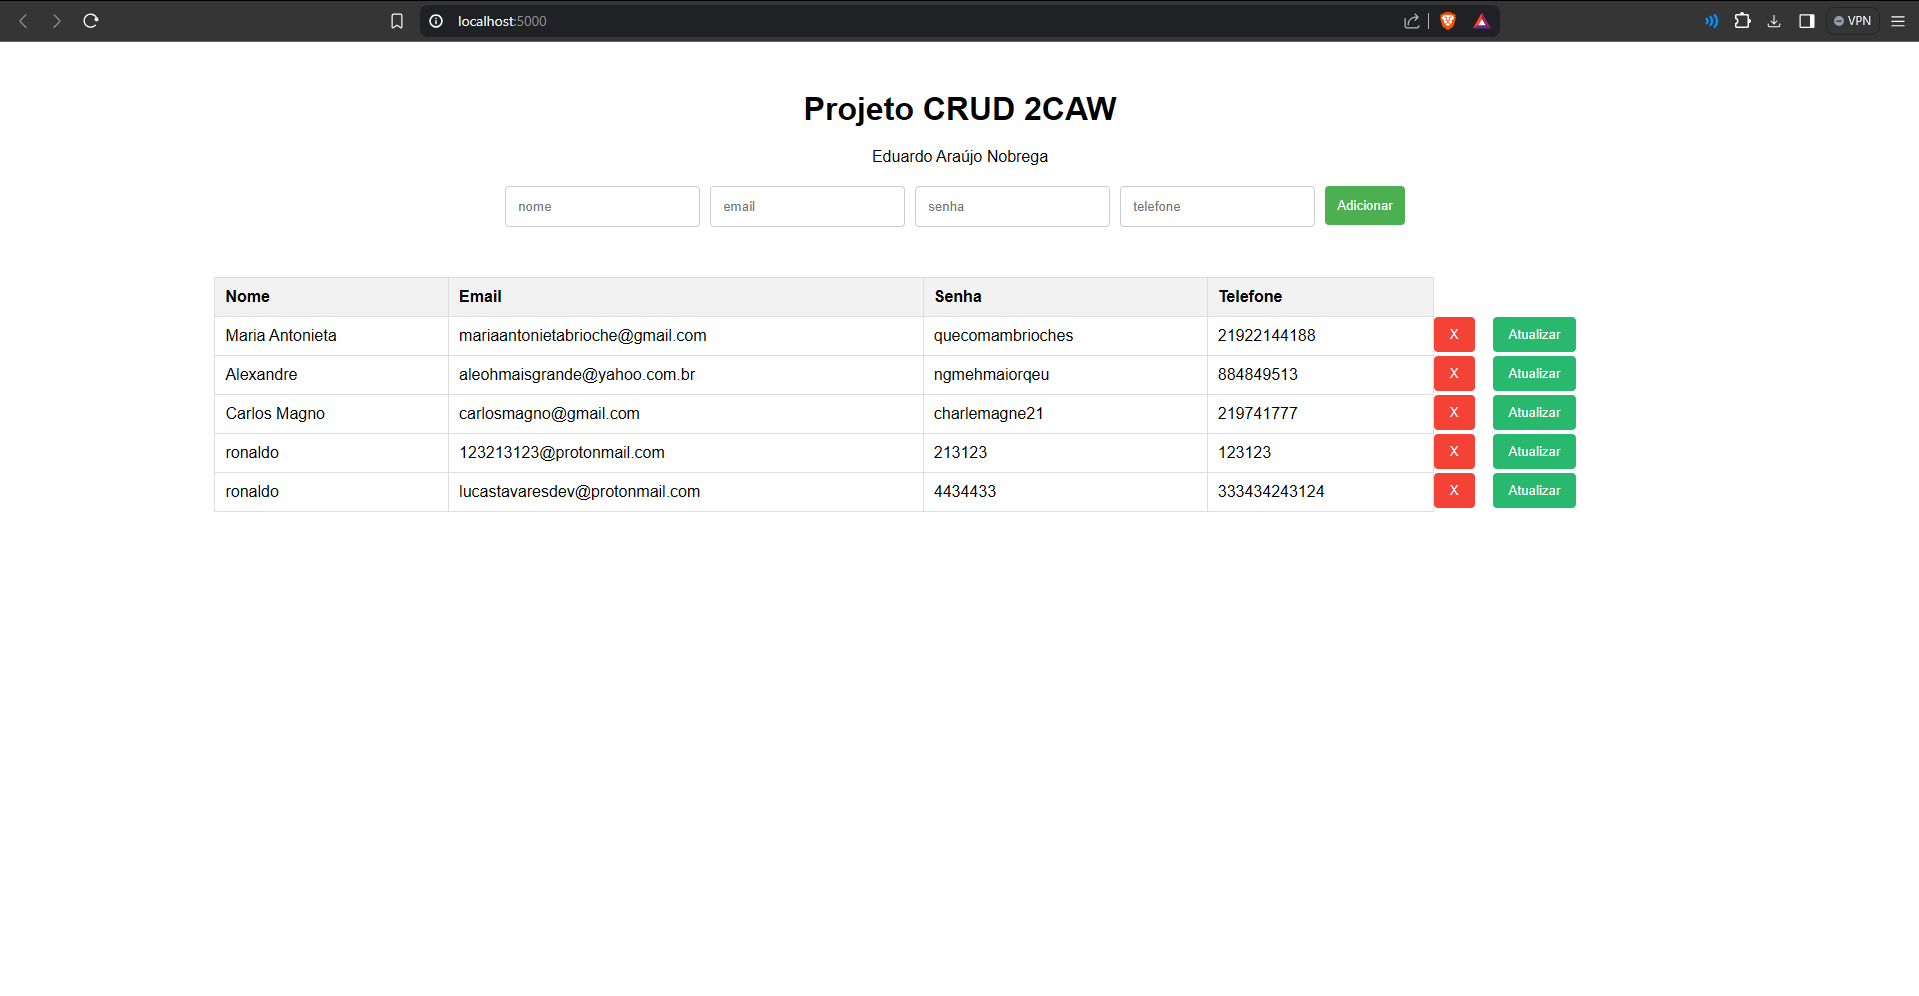 localhost:5000
VPN
Projeto CRUD 2CAW
Eduardo Araújo Nobrega
nome email senha telefone Adicionar
Nome Email Senha Telefone
Maria Antonieta mariaantonietabrioche@gmail.com quecomambrioches 21922144188 X Atualizar
Alexandre aleohmaisgrande@yahoo.com.br ngmehmaiorqeu 884849513 X Atualizar
Carlos Magno carlosmagno@gmail.com charlemagne21 219741777 X Atualizar
ronaldo 123213123@protonmail.com 213123 123123 X Atualizar
ronaldo lucastavaresdev@protonmail.com 4434433 333434243124 X Atualizar